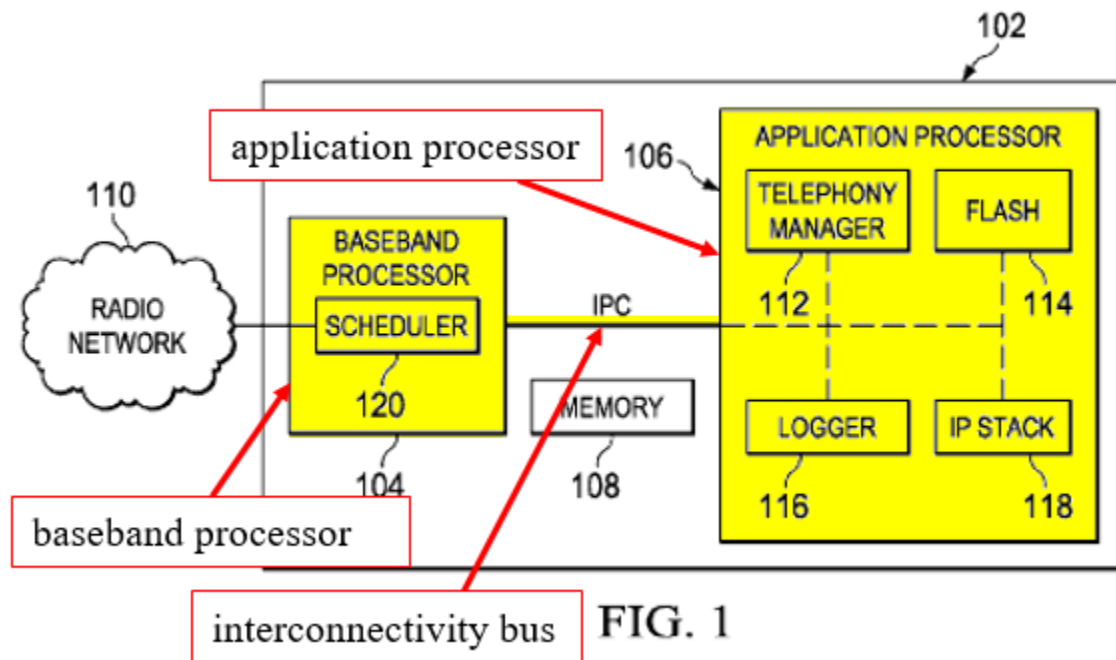 102
application processor
106
APPLICATION PROCESSOR
TELEPHONY
MANAGER
FLASH
112
114
110
RADIO
NETWORK
BASEBAND
PROCESSOR
SCHEDULER
120
IPC
MEMORY
LOGGER
IP STACK
104
108
116
118
baseband processor
interconnectivity bus
FIG. 1